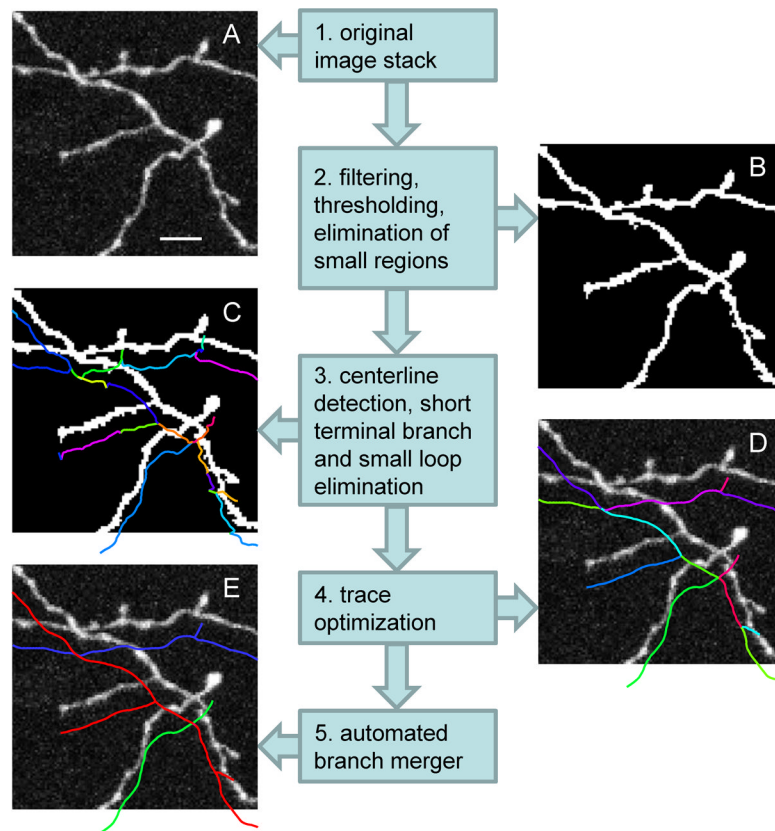 A
1. original
image stack
B
2. filtering,
thresholding,
elimination of
small regions
C
3. centerline
detection, short
terminal branch
and small loop
elimination
D
E
4. trace
optimization
5. automated
branch merger